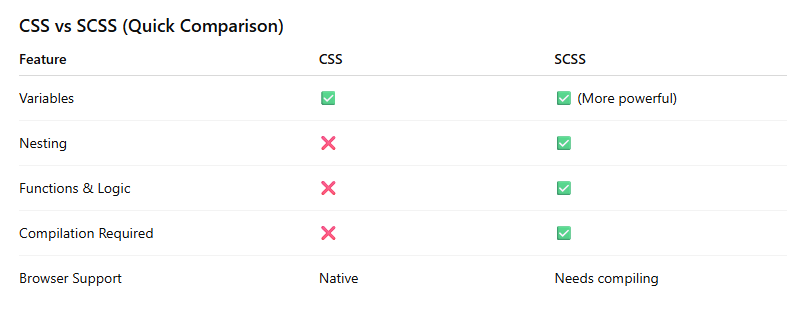 CSS vs SCSS (Quick Comparison)
Feature CSS SCSS
Variables ✅ ✅ (More powerful)
Nesting ❌ ✅
Functions & Logic ❌ ✅
Compilation Required ❌ ✅
Browser Support Native Needs compiling